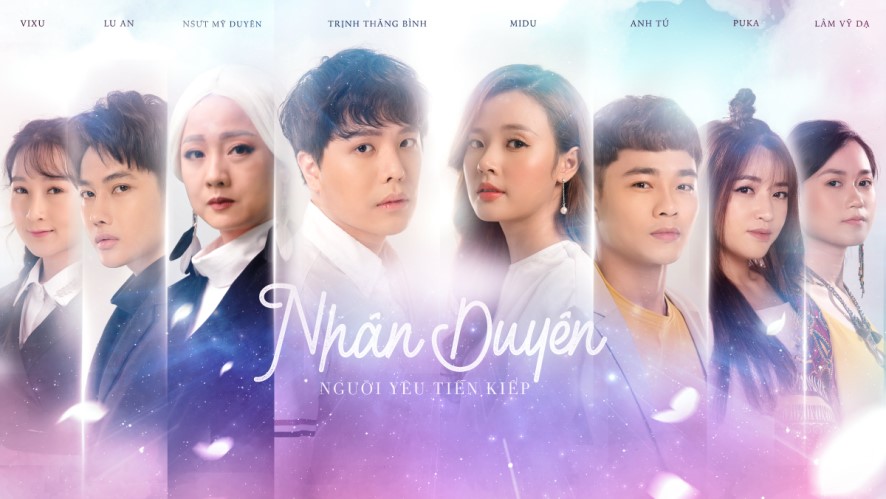 VIXU LU AN NSƯT MỸ DUYÊN TRỊNH THĂNG BÌNH MIDU ANH TÚ PUKA LÂM VỸ DẠ
Nhân Duyên
NGƯỜI YÊU TIỀN KIẾP